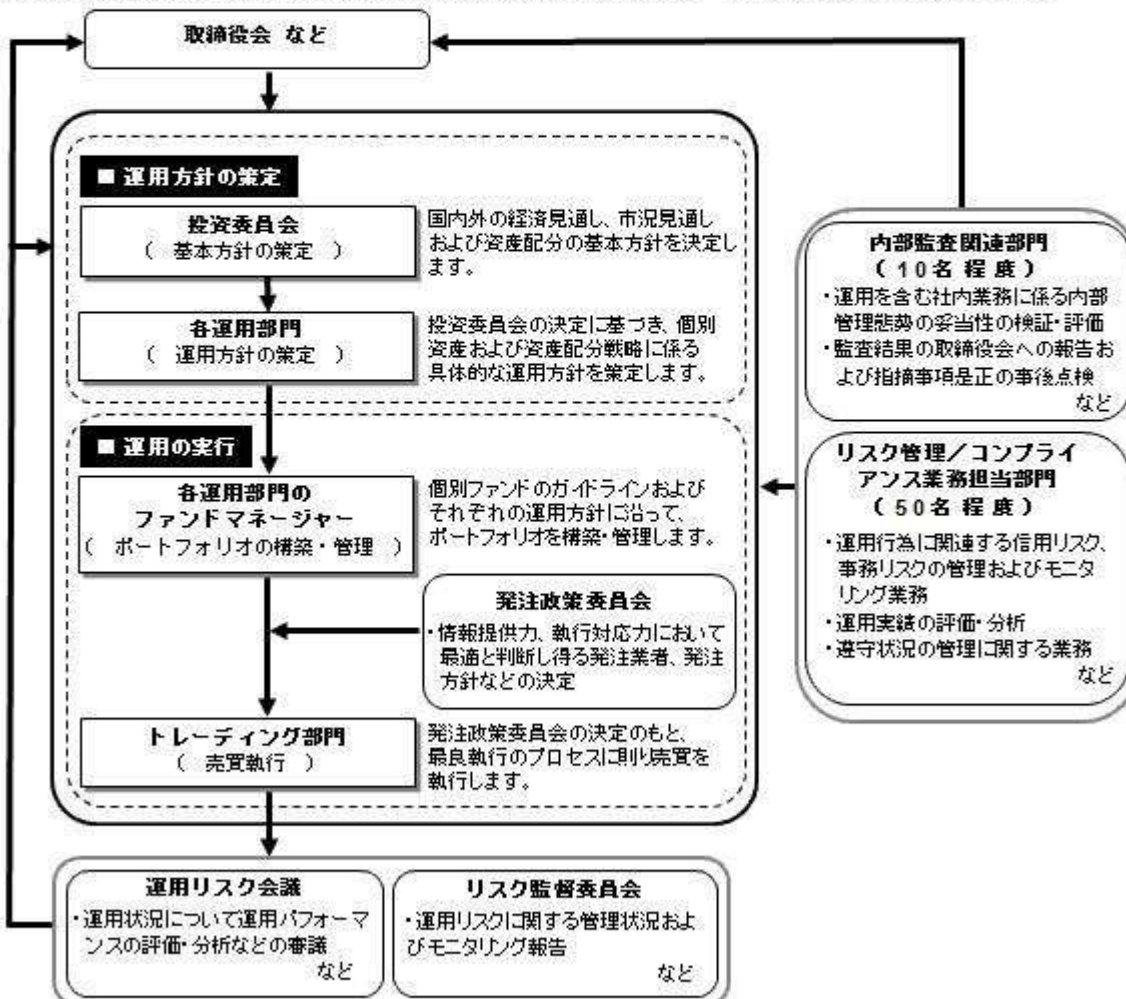 取締役会 など
■ 運用方針の策定
投資委員会
( 基本方針の策定 )
国内外の経済見通し、市況見通し
および資産配分の基本方針を決定し
ます。
各運用部門
( 運用方針の策定 )
投資委員会の決定に基づき、個別
資産および資産配分戦略に係る
具体的な運用方針を策定します。
■ 運用の実行
各運用部門の
ファンドマネージャー
( ポートフォリオの構築・管理 )
個別ファンドのガイドラインおよび
それぞれの運用方針に沿って、
ポートフォリオを構築・管理します。
発注政策委員会
・情報提供力、執行対応力において
最適と判断し得る発注業者、発注
方針などの決定
トレーディング部門
( 売買執行 )
発注政策委員会の決定のもと、
最良執行のプロセスに則り売買を
執行します。
内部監査関連部門
( 10名 程度 )
・運用を含む社内業務に係る内部
管理態勢の妥当性の検証・評価
・監査結果の取締役会への報告お
よび指摘事項是正の事後点検
など
リスク管理／コンプライ
アンス業務担当部門
( 50名 程度 )
・運用行為に関連する信用リスク、
事務リスクの管理およびモニタ
リング業務
・運用実績の評価・分析
・遵守状況の管理に関する業務
など
運用リスク会議
・運用状況について運用パフォーマ
ンスの評価・分析などの審議
など
リスク監督委員会
・運用リスクに関する管理状況およ
びモニタリング報告
など